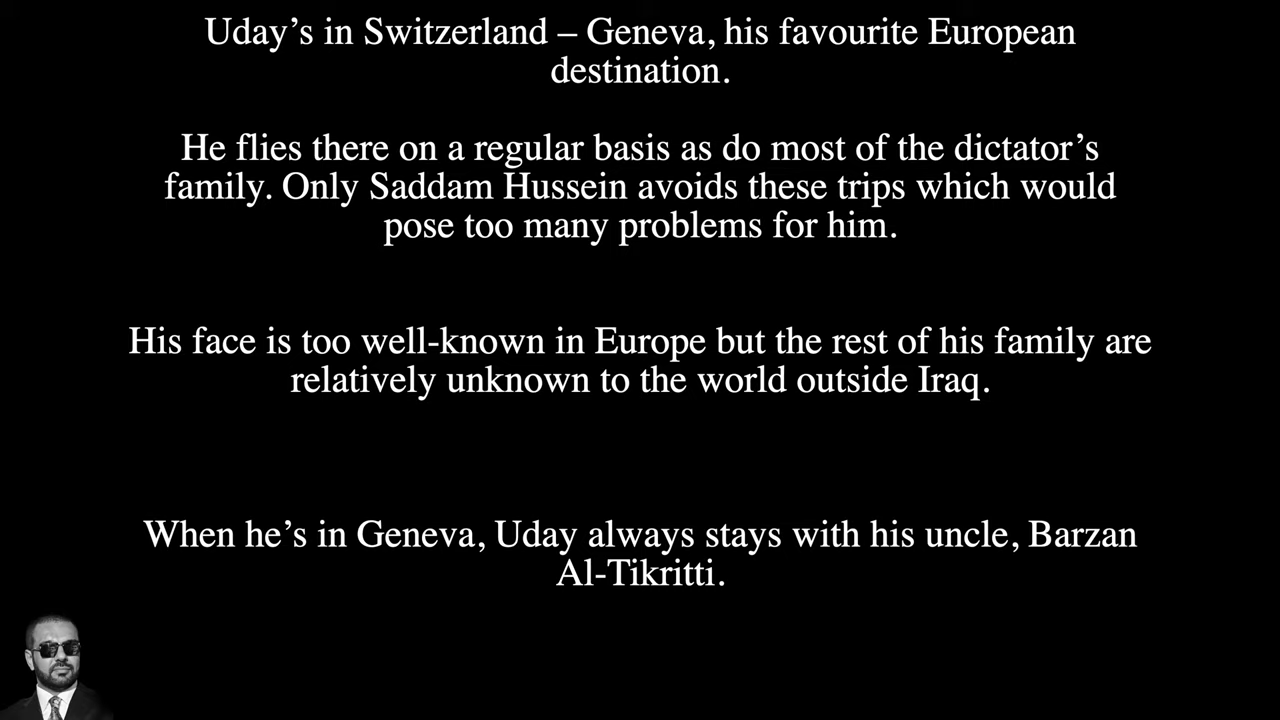 Uday’s in Switzerland – Geneva, his favourite European
destination.
He flies there on a regular basis as do most of the dictator’s
family. Only Saddam Hussein avoids these trips which would
pose too many problems for him.
His face is too well-known in Europe but the rest of his family are
relatively unknown to the world outside Iraq.
When he’s in Geneva, Uday always stays with his uncle, Barzan
Al-Tikritti.